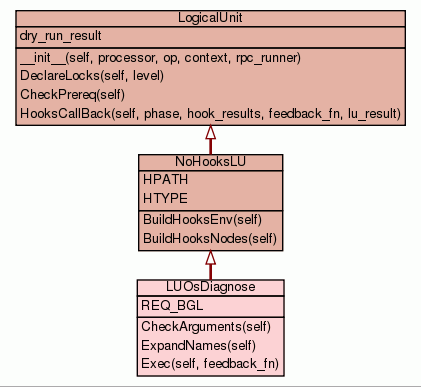 LogicalUnit
dry_run_result
__init__(self, processor, op, context, rpc_runner)
DeclareLocks(self, level)
CheckPrereq(self)
HooksCallBack(self, phase, hook_results, feedback_fn, lu_result)
NoHooksLU
HPATH
HTYPE
BuildHooksEnv(self)
BuildHooksNodes(self)
LUOsDiagnose
REQ_BGL
CheckArguments(self)
ExpandNames(self)
Exec(self, feedback_fn)